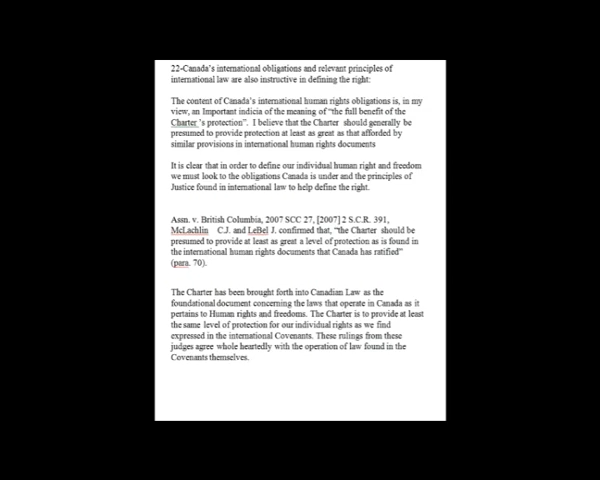 22-Canada's international obligations and relevant principles of
international law are also instructive in defining the right:
The content of Canada's international human rights obligations is, in my
view, an Important indicia of the meaning of "the full benefit of the
Charter 's protection". I believe that the Charter should generally be
presumed to provide protection at least as great as that afforded by
similar provisions in international human rights documents
It is clear that in order to define our individual human right and freedom
we must look to the obligations Canada is under and the principles of
Justice found in international law to help define the right.
Assn. v. British Columbia, 2007 SCC 27, [2007] 2 S.C.R. 391,
McLachlin C.J. and LeBel J. confirmed that, "the Charter should be
presumed to provide at least as great a level of protection as is found in
the international human rights documents that Canada has ratified"
(para. 70).
The Charter has been brought forth into Canadian Law as the
foundational document concerning the laws that operate in Canada as it
pertains to Human rights and freedoms. The Charter is to provide at least
the same level of protection for our individual rights as we find
expressed in the international Covenants. These rulings from these
judges agree whole heartedly with the operation of law found in the
Covenants themselves.